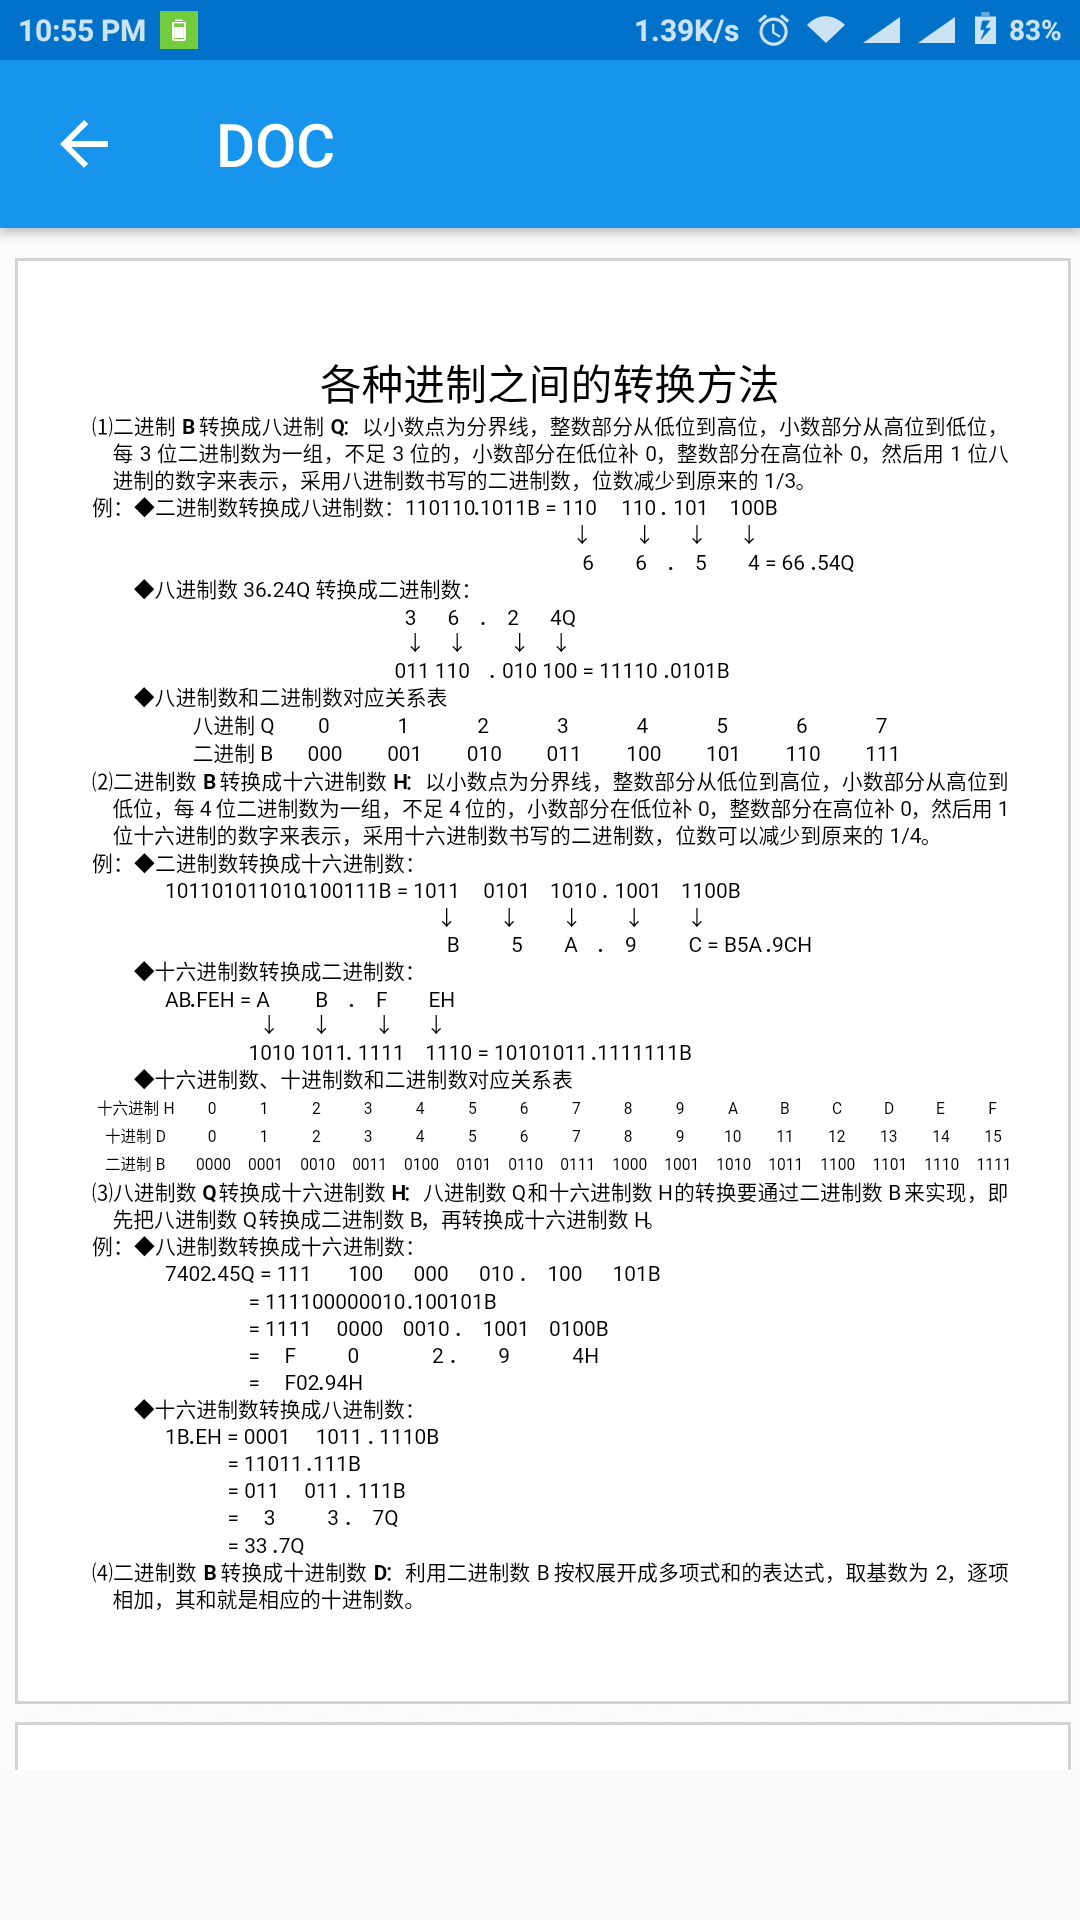 10:55 PM 1.39K/s 83%
DOC
各种进制之间的转换方法
⑴二进制 B 转换成八进制 Q：以小数点为分界线，整数部分从低位到高位，小数部分从高位到低位，
每 3 位二进制数为一组，不足 3 位的，小数部分在低位补 0，整数部分在高位补 0，然后用 1 位八
进制的数字来表示，采用八进制数书写的二进制数，位数减少到原来的 1/3。
例：◆二进制数转换成八进制数：110110.1011B = 110 110 . 101 100B
↓ ↓ ↓ ↓
6 6 . 5 4 = 66 .54Q
◆八进制数 36.24Q 转换成二进制数：
3 6 . 2 4Q
↓ ↓ ↓ ↓
011 110 . 010 100 = 11110 .0101B
◆八进制数和二进制数对应关系表
八进制 Q 0 1 2 3 4 5 6 7
二进制 B 000 001 010 011 100 101 110 111
⑵二进制数 B 转换成十六进制数 H：以小数点为分界线，整数部分从低位到高位，小数部分从高位到
低位，每 4 位二进制数为一组，不足 4 位的，小数部分在低位补 0，整数部分在高位补 0，然后用 1
位十六进制的数字来表示，采用十六进制数书写的二进制数，位数可以减少到原来的 1/4。
例：◆二进制数转换成十六进制数：
101101011010.100111B = 1011 0101 1010 . 1001 1100B
↓ ↓ ↓ ↓ ↓
B 5 A . 9 C = B5A .9CH
◆十六进制数转换成二进制数：
AB.FEH = A B . F EH
↓ ↓ ↓ ↓
1010 1011. 1111 1110 = 10101011 .1111111B
◆十六进制数、十进制数和二进制数对应关系表
十六进制 H 0 1 2 3 4 5 6 7 8 9 A B C D E F
十进制 D 0 1 2 3 4 5 6 7 8 9 10 11 12 13 14 15
二进制 B 0000 0001 0010 0011 0100 0101 0110 0111 1000 1001 1010 1011 1100 1101 1110 1111
⑶八进制数 Q 转换成十六进制数 H：八进制数 Q 和十六进制数 H 的转换要通过二进制数 B 来实现，即
先把八进制数 Q 转换成二进制数 B，再转换成十六进制数 H。
例：◆八进制数转换成十六进制数：
7402.45Q = 111 100 000 010 . 100 101B
= 111100000010.100101B
= 1111 0000 0010 . 1001 0100B
= F 0 2 . 9 4H
= F02.94H
◆十六进制数转换成八进制数：
1B.EH = 0001 1011 . 1110B
= 11011 .111B
= 011 011 . 111B
= 3 3 . 7Q
= 33 .7Q
⑷二进制数 B 转换成十进制数 D：利用二进制数 B 按权展开成多项式和的表达式，取基数为 2，逐项
相加，其和就是相应的十进制数。